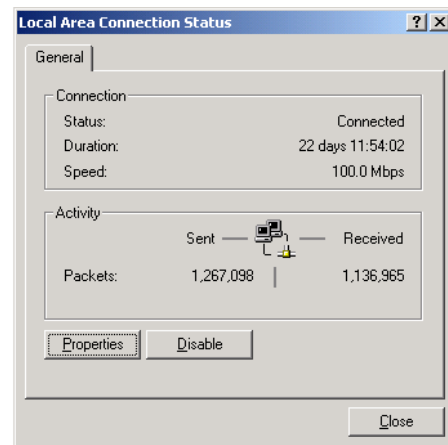 Local Area Connection Status ? X
General
Connection
Status: Connected
Duration: 22 days 11:54:02
Speed: 100.0 Mbps
Activity
Sent Received
Packets: 1,267,098 1,136,965
Properties Disable
Close